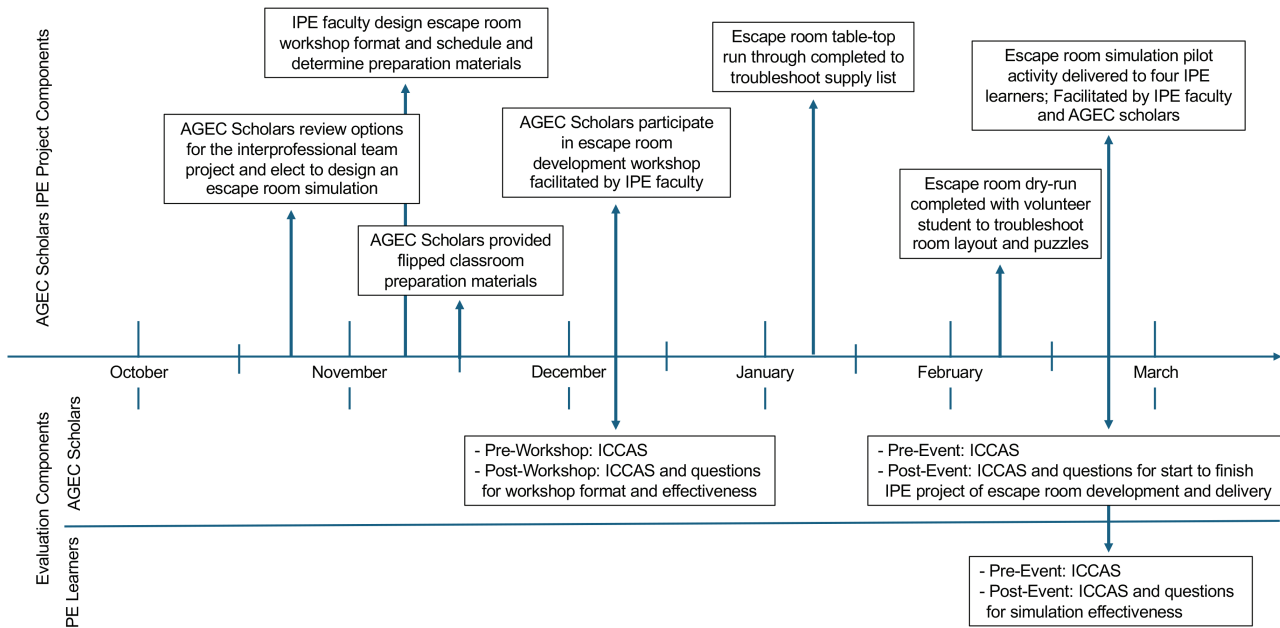 AGEC Scholars IPE Project Components
IPE faculty design escape room
workshop format and schedule and
determine preparation materials
AGEC Scholars review options
for the interprofessional team
project and elect to design an
escape room simulation
AGEC Scholars provided
flipped classroom
preparation materials
AGEC Scholars participate
in escape room
development workshop
facilitated by IPE faculty
Escape room table-top
run through completed to
troubleshoot supply list
Escape room dry-run
completed with volunteer
student to troubleshoot
room layout and puzzles
Escape room simulation pilot
activity delivered to four IPE
learners; Facilitated by IPE faculty
and AGEC scholars
October
November
December
January
February
March
Evaluation Components
AGEC Scholars
- Pre-Workshop: ICCAS
- Post-Workshop: ICCAS and questions
for workshop format and effectiveness
- Pre-Event: ICCAS
- Post-Event: ICCAS and questions for start to finish
IPE project of escape room development and delivery
PE Learners
- Pre-Event: ICCAS
- Post-Event: ICCAS and questions
for simulation effectiveness